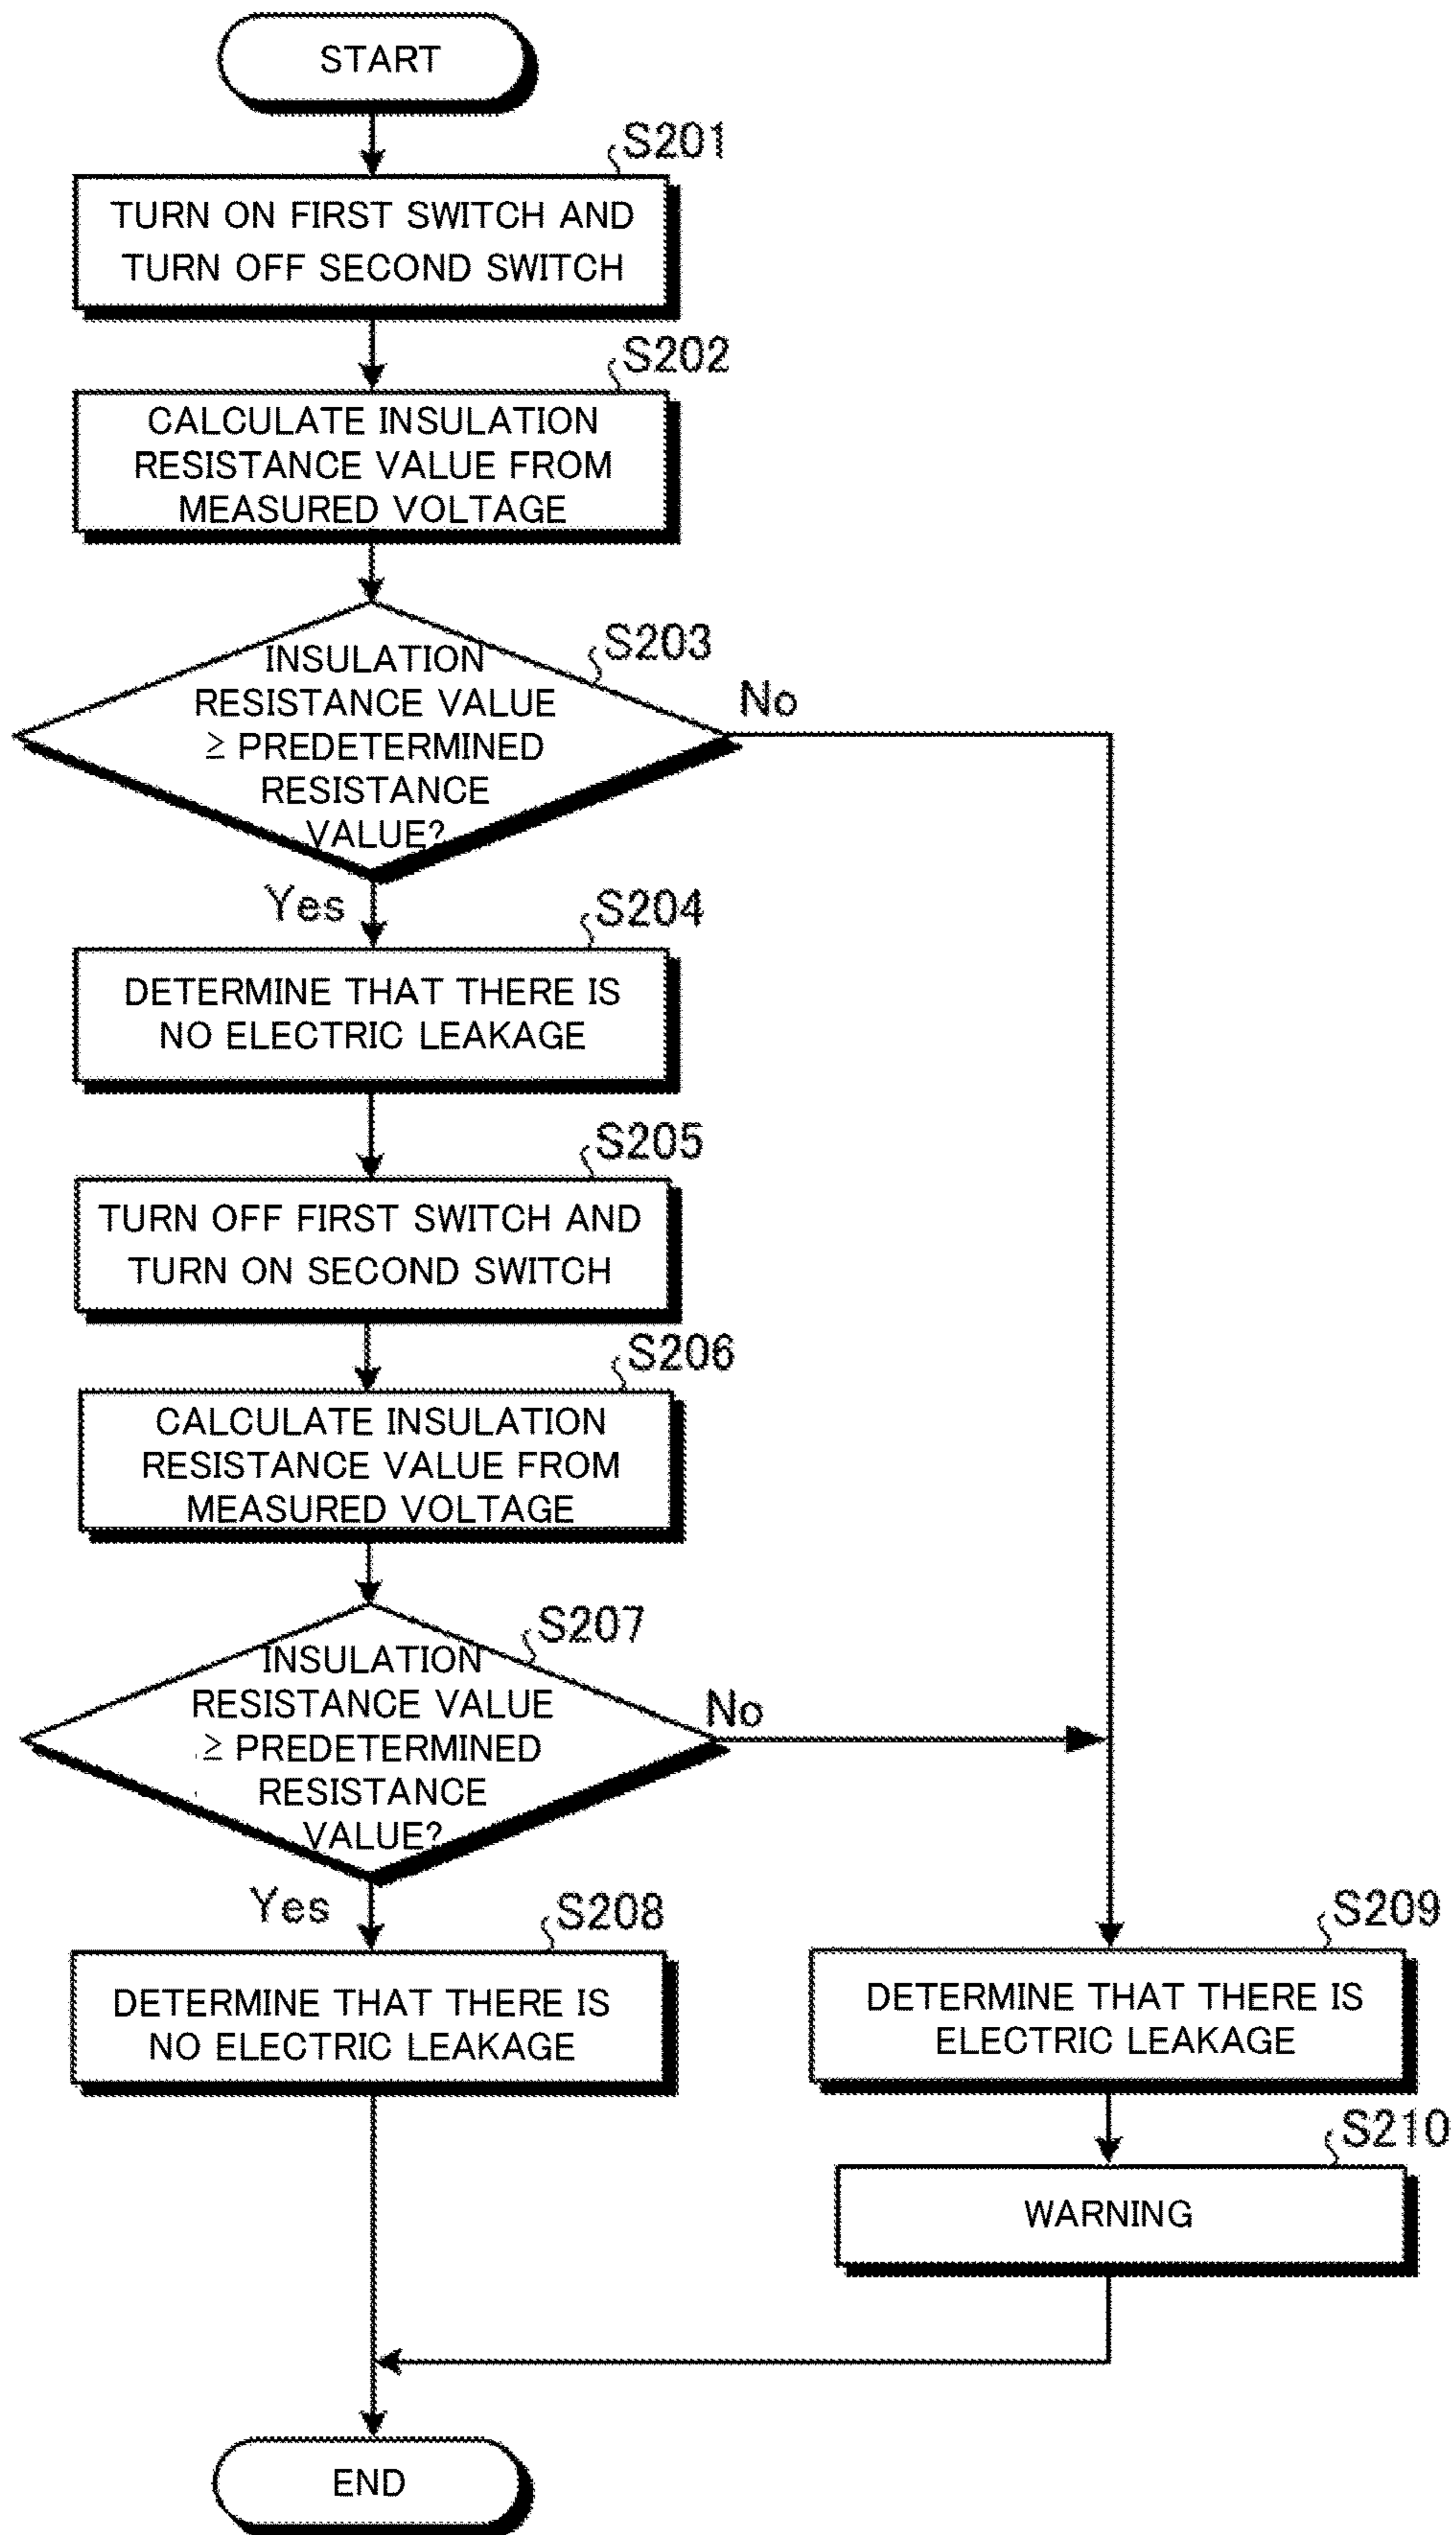 START
S201
TURN ON FIRST SWITCH AND
TURN OFF SECOND SWITCH
S202
CALCULATE INSULATION
RESISTANCE VALUE FROM
MEASURED VOLTAGE
S203
INSULATION
RESISTANCE VALUE
≥ PREDETERMINED
RESISTANCE
VALUE?
No
Yes
S204
DETERMINE THAT THERE IS
NO ELECTRIC LEAKAGE
S205
TURN OFF FIRST SWITCH AND
TURN ON SECOND SWITCH
S206
CALCULATE INSULATION
RESISTANCE VALUE FROM
MEASURED VOLTAGE
S207
INSULATION
RESISTANCE VALUE
≥ PREDETERMINED
RESISTANCE
VALUE?
No
Yes
S208
DETERMINE THAT THERE IS
NO ELECTRIC LEAKAGE
S209
DETERMINE THAT THERE IS
ELECTRIC LEAKAGE
S210
WARNING
END